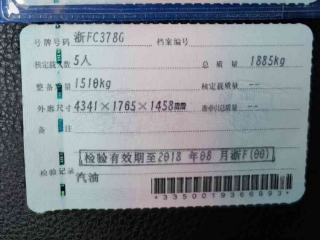 号牌号码 浙FC378G 档案编号
核定载人数 5人 总质量 1885kg
整备质量 1510kg 核定载质量 --
外廓尺寸 4341×1765×1458mm 准牵引总质量 --
备注
检验有效期至2018年08月浙F(00)
检验记录 汽油